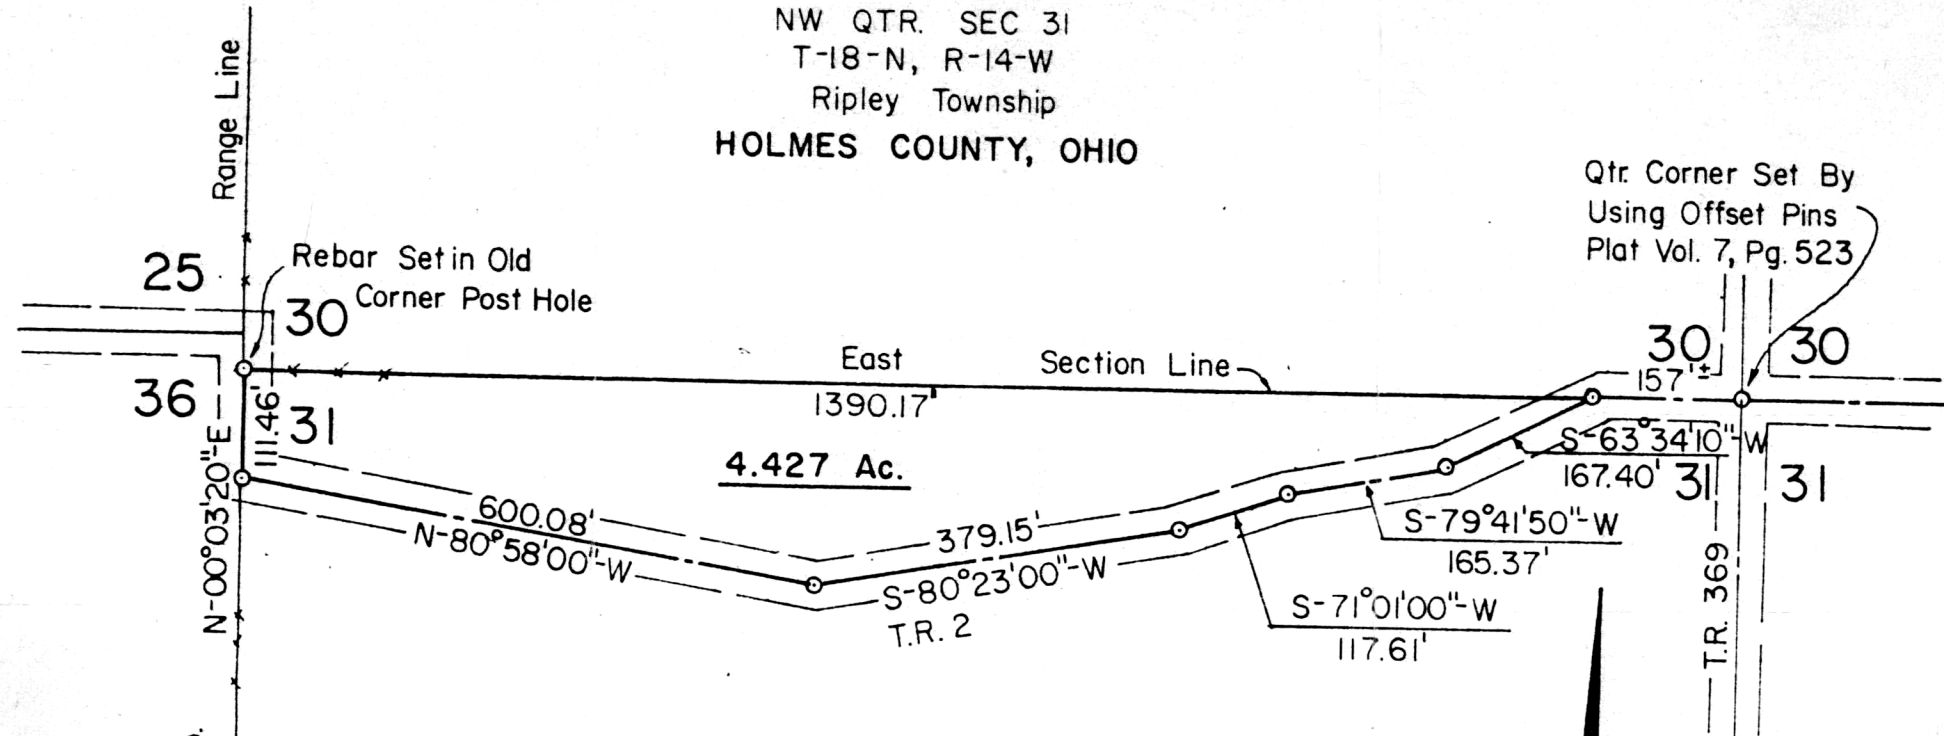 NW QTR. SEC 31
T-18-N, R-14-W
Ripley Township
HOLMES COUNTY, OHIO
Range Line
Qtr. Corner Set By
Using Offset Pins
Plat Vol. 7, Pg. 523
Rebar Set in Old
Corner Post Hole
25
30
36
31
East
1390.17'
Section Line
30
30
157'±
111.46'
N-00°03'20"-E
4.427 Ac.
S-63°34'10"-W
167.40'
31
31
600.08'
N-80°58'00"-W
379.15'
S-80°23'00"-W
T.R. 2
S-79°41'50"-W
165.37'
S-71°01'00"-W
117.61'
T.R. 369